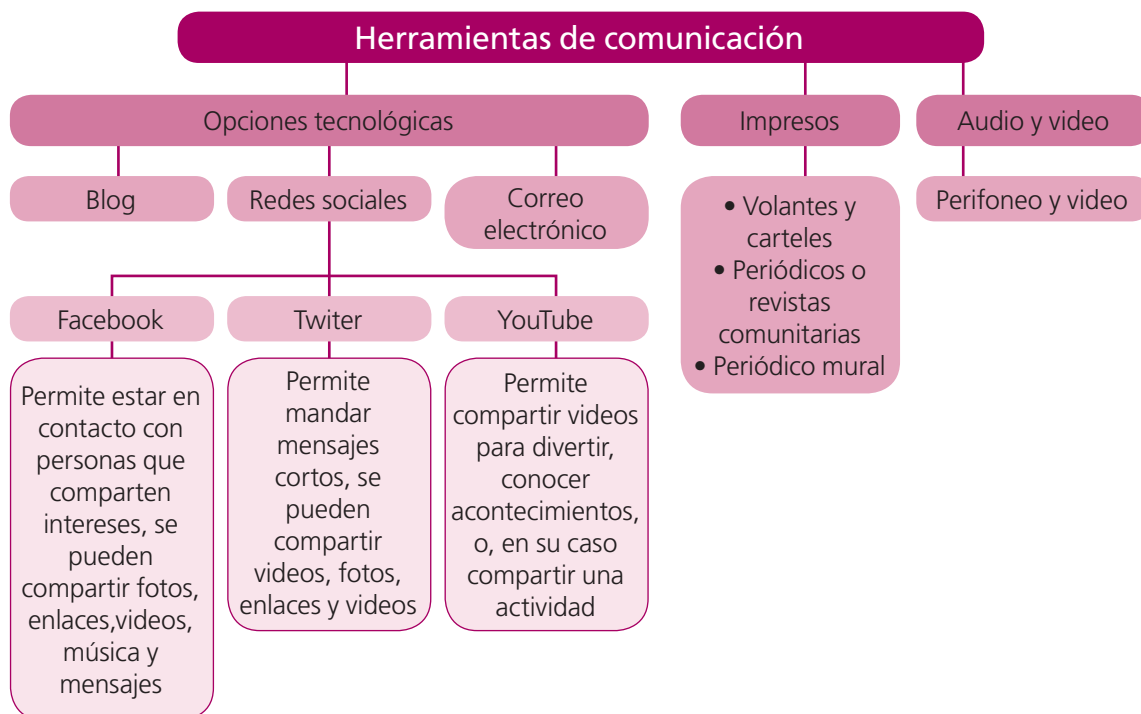 Herramientas de comunicación
Opciones tecnológicas
Impresos
Audio y video
Blog
Redes sociales
Correo
electrónico
• Volantes y
carteles
• Periódicos o
revistas
comunitarias
• Periódico mural
Perifoneo y video
Facebook
Twiter
YouTube
Permite estar en
contacto con
personas que
comparten
intereses, se
pueden
compartir fotos,
enlaces,videos,
música y
mensajes
Permite
mandar
mensajes
cortos, se
pueden
compartir
videos, fotos,
enlaces y videos
Permite
compartir videos
para divertir,
conocer
acontecimientos,
o, en su caso
compartir una
actividad